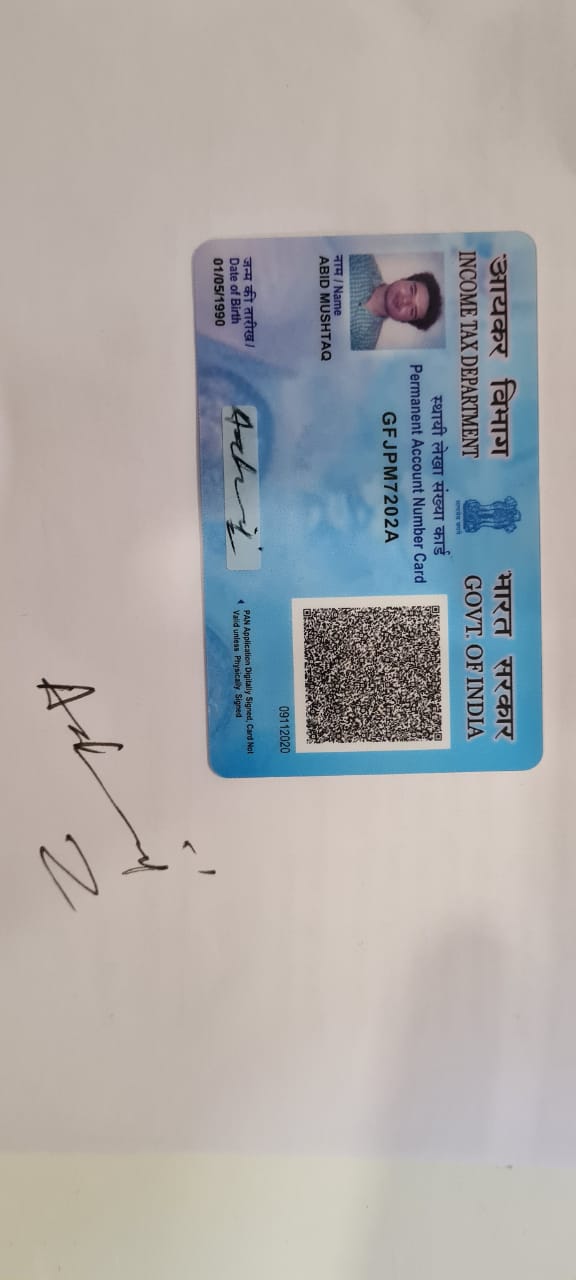 आयकर विभाग
INCOME TAX DEPARTMENT
भारत सरकार
GOVT. OF INDIA
सत्यमेव जयते
स्थायी लेखा संख्या कार्ड
Permanent Account Number Card
GFJPM7202A
नाम / Name
ABID MUSHTAQ
09112020
जन्म की तारीख /
Date of Birth
01/05/1990
PAN Application Digitally Signed, Card Not
Valid unless Physically Signed